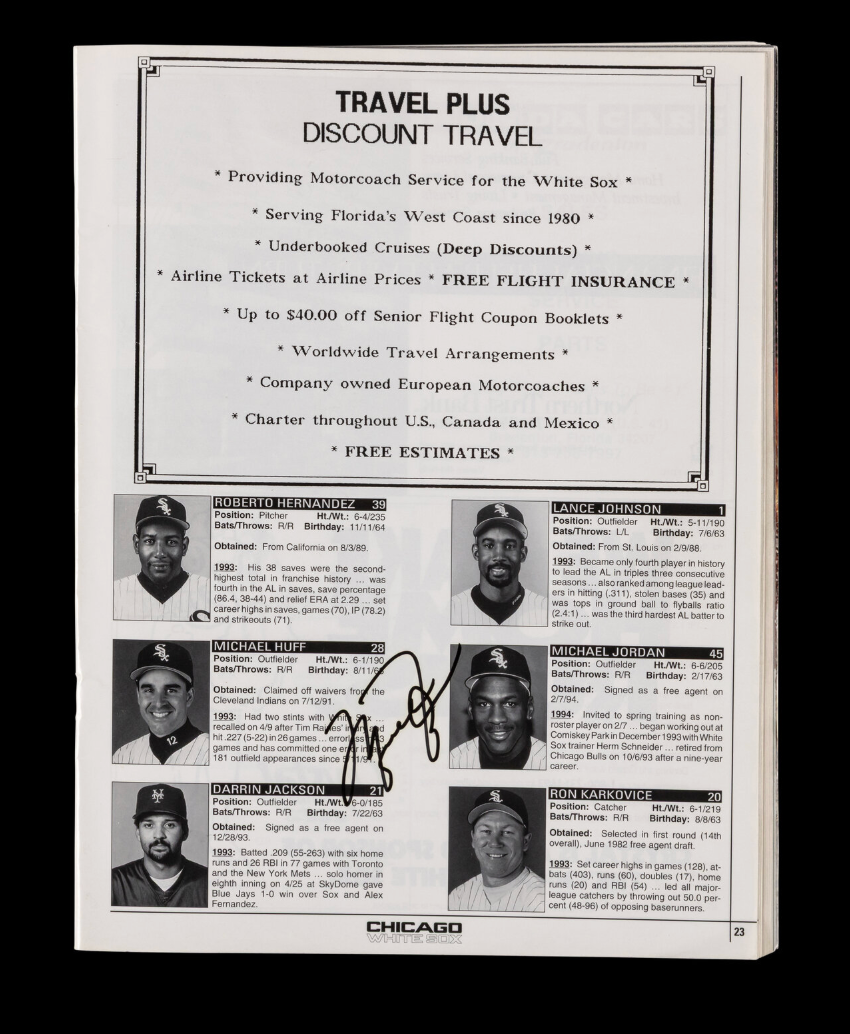 TRAVEL PLUS
DISCOUNT TRAVEL
* Providing Motorcoach Service for the White Sox *
* Serving Florida's West Coast since 1980 *
* Underbooked Cruises (Deep Discounts) *
* Airline Tickets at Airline Prices * FREE FLIGHT INSURANCE *
* Up to $40.00 off Senior Flight Coupon Booklets *
* Worldwide Travel Arrangements *
* Company owned European Motorcoaches *
* Charter throughout U.S., Canada and Mexico *
* FREE ESTIMATES *
ROBERTO HERNANDEZ 39
Position: Pitcher Ht./Wt.: 6-4/235
Bats/Throws: R/R Birthday: 11/11/64
Obtained: From California on 8/3/89.
1993: His 38 saves were the second-
highest total in franchise history ... was
fourth in the AL in saves, save percentage
(86.4, 38-44) and relief ERA at 2.29 ... set
career highs in saves, games (70), IP (78.2)
and strikeouts (71).
MICHAEL HUFF 28
Position: Outfielder Ht./Wt.: 6-1/190
Bats/Throws: R/R Birthday: 8/11/63
Obtained: Claimed off waivers from the
Cleveland Indians on 7/12/91.
1993: Had two stints with White Sox ...
recalled on 4/9 after Tim Raines' injury and
hit .227 (5-22) in 26 games ... errorless in
games and has committed one error in
181 outfield appearances since
12
DARRIN JACKSON 21
Position: Outfielder Ht./Wt.: 6-0/185
Bats/Throws: R/R Birthday: 7/22/63
Obtained: Signed as a free agent on
12/28/93.
1993: Batted .209 (55-263) with six home
runs and 26 RBI in 77 games with Toronto
and the New York Mets ... solo homer in
eighth inning on 4/25 at SkyDome gave
Blue Jays 1-0 win over Sox and Alex
Fernandez.
LANCE JOHNSON 1
Position: Outfielder Ht./Wt.: 5-11/190
Bats/Throws: L/L Birthday: 7/6/63
Obtained: From St. Louis on 2/9/88.
1993: Became only fourth player in history
to lead the AL in triples three consecutive
seasons ... also ranked among league lead-
ers in hitting (.311), stolen bases (35) and
was tops in ground ball to flyballs ratio
(2.4:1) ... was the third hardest AL batter to
strike out.
MICHAEL JORDAN 45
Position: Outfielder Ht./Wt.: 6-6/205
Bats/Throws: R/R Birthday: 2/17/63
Obtained: Signed as a free agent on
2/7/94.
1994: Invited to spring training as non-
roster player on 2/7 ... began working out at
Comiskey Park in December 1993 with White
Sox trainer Herm Schneider ... retired from
Chicago Bulls on 10/6/93 after a nine-year
career.
RON KARKOVICE 20
Position: Catcher Ht./Wt.: 6-1/219
Bats/Throws: R/R Birthday: 8/8/63
Obtained: Selected in first round (14th
overall), June 1982 free agent draft.
1993: Set career highs in games (128), at-
bats (403), runs (60), doubles (17), home
runs (20) and RBI (54) ... led all major-
league catchers by throwing out 50.0 per-
cent (48-96) of opposing baserunners.
CHICAGO
WHITE SOX
23